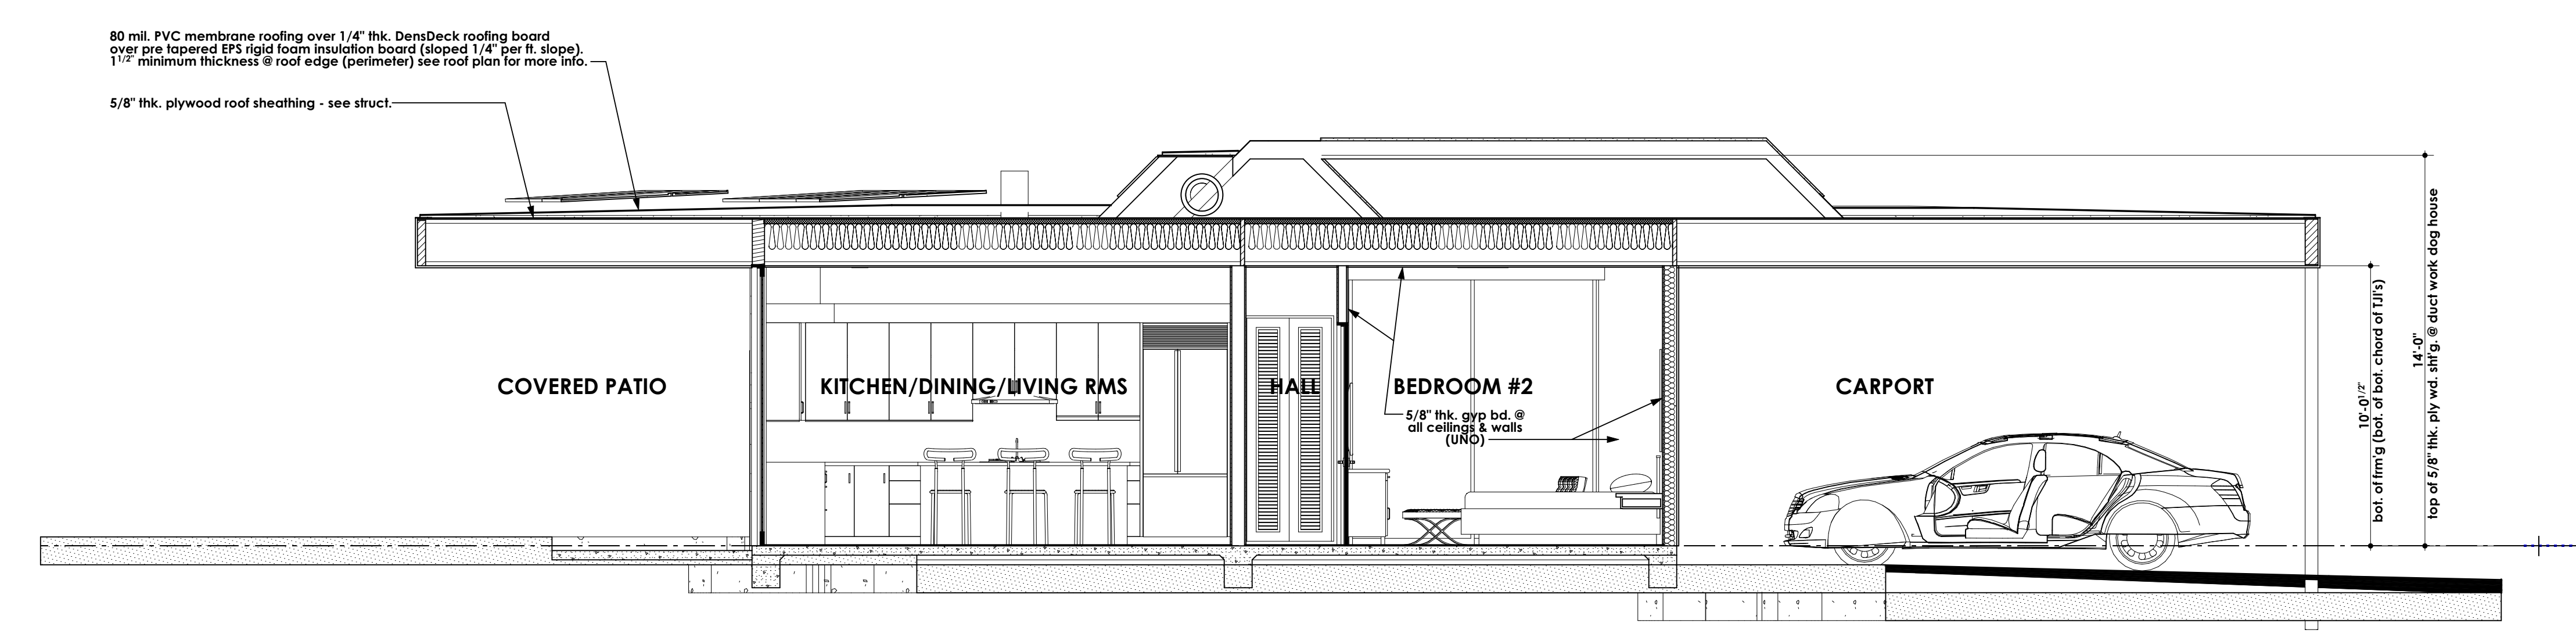 80 mil. PVC membrane roofing over 1/4" thk. DensDeck roofing board
over pre tapered EPS rigid foam insulation board (sloped 1/4" per ft. slope).
1 1/2" minimum thickness @ roof edge (perimeter) see roof plan for more info.
5/8" thk. plywood roof sheathing - see struct.
COVERED PATIO
KITCHEN/DINING/LIVING RMS
HALL
BEDROOM #2
CARPORT
5/8" thk. gyp bd. @
all ceilings & walls
(UNO)
10'-0 1/2"
bot. of frm'g (bot. of bot. chord of TJI's)
14'-0"
top of 5/8" thk. ply wd. sht'g. @ duct work dog house